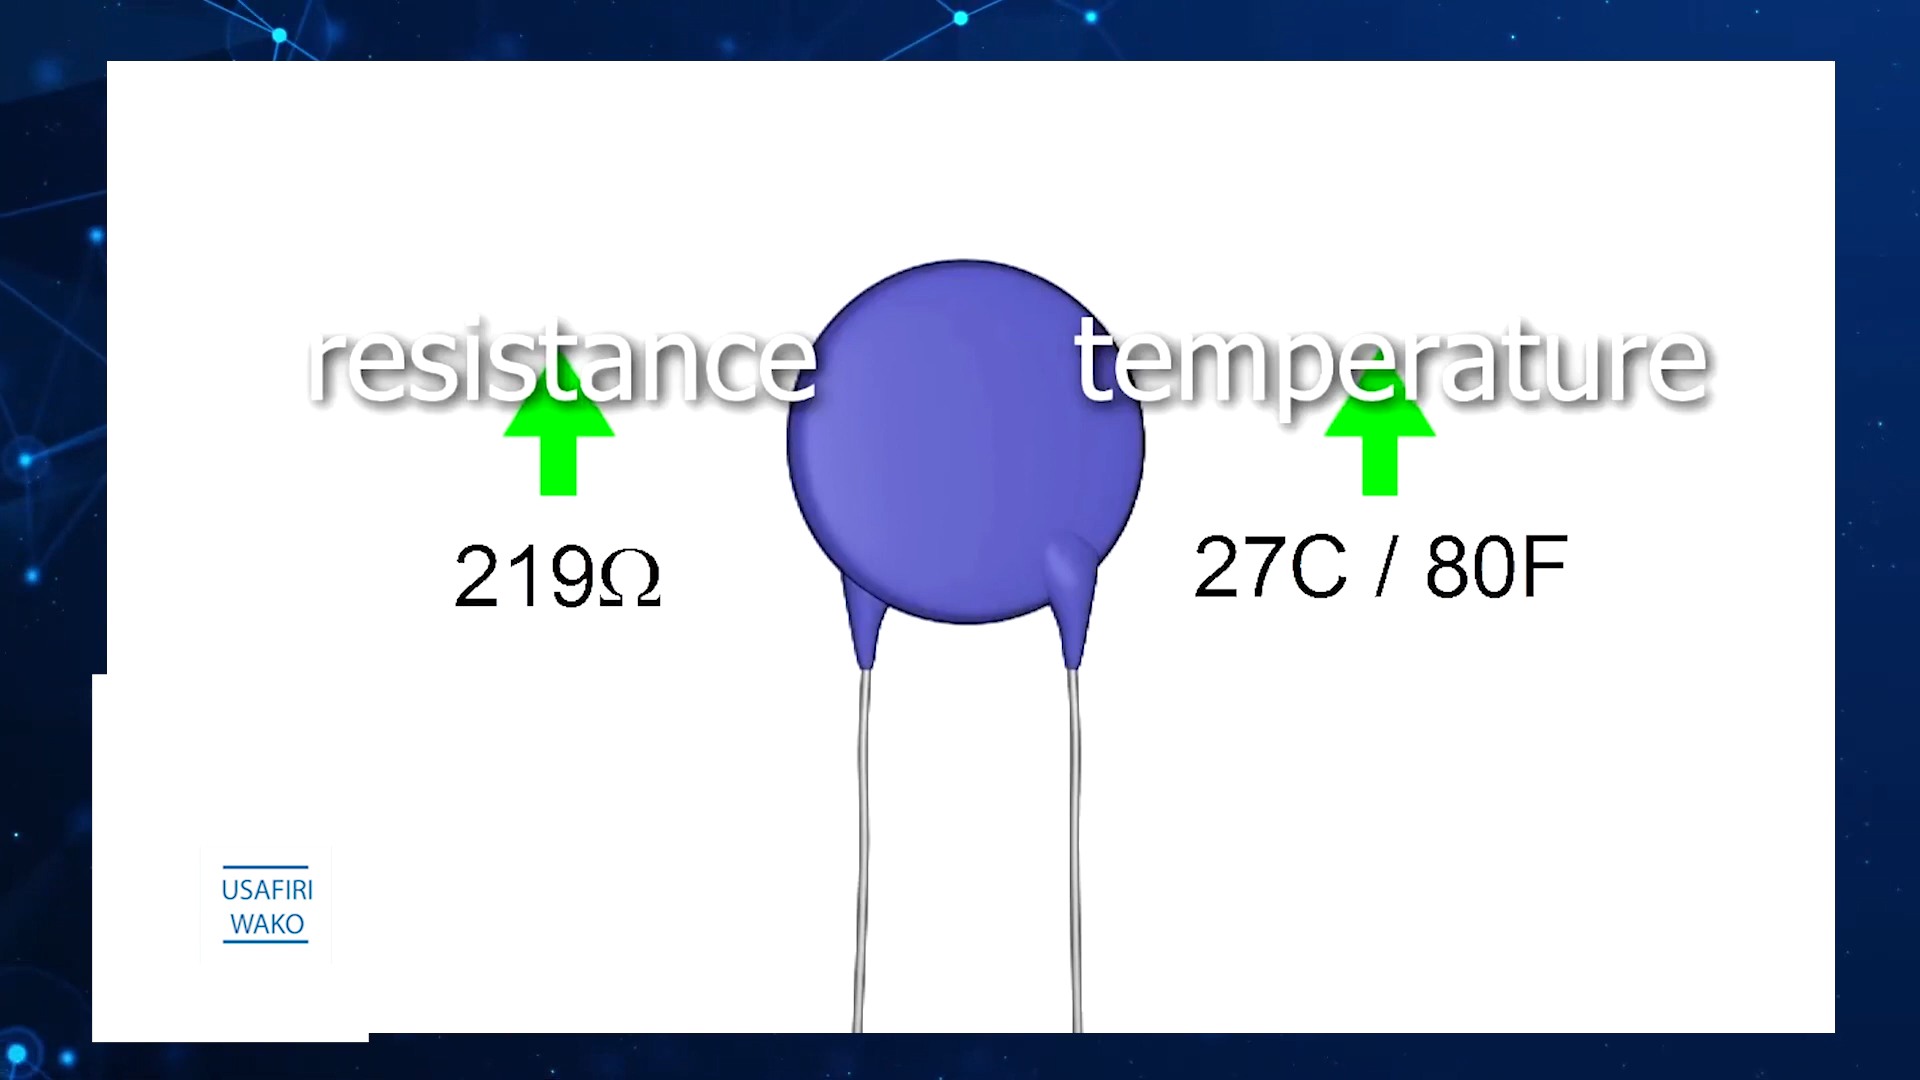 resistance
temperature
219Ω
27C / 80F
USAFIRI
WAKO